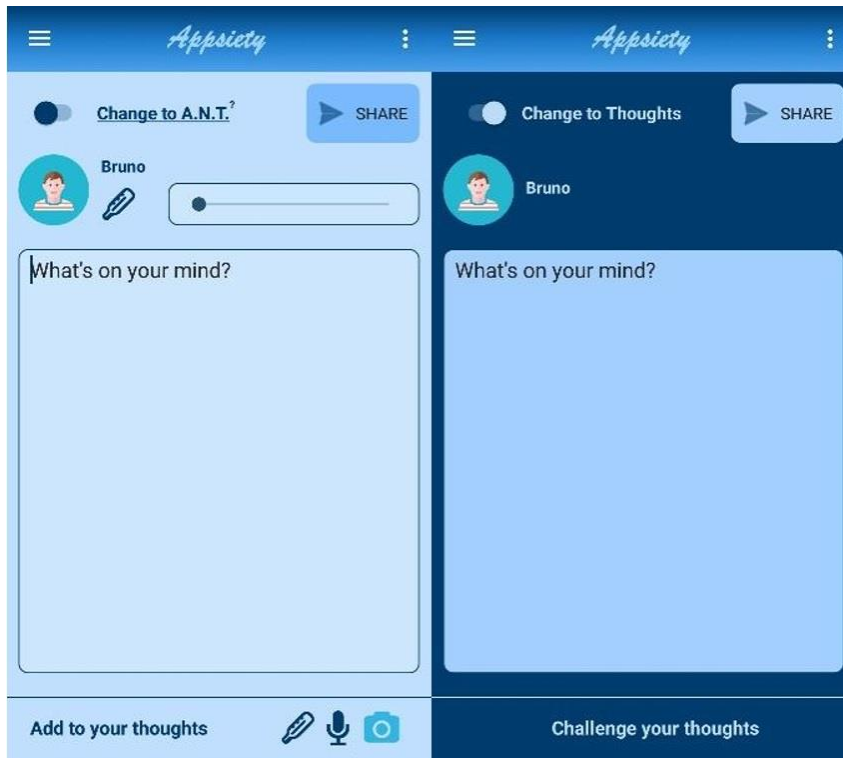 Appsiety
Change to A.N.T.?
SHARE
Bruno
What's on your mind?
Add to your thoughts
Appsiety
Change to Thoughts
SHARE
Bruno
What's on your mind?
Challenge your thoughts